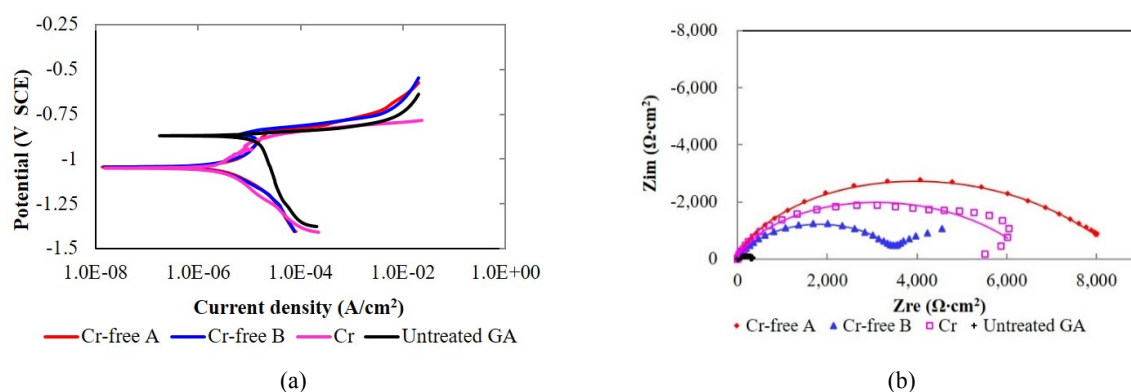 -0.25
-0.5
-0.75
-1
-1.25
-1.5
Potential (V SCE)
1.0E-08 1.0E-06 1.0E-04 1.0E-02 1.0E+00
Current density (A/cm²)
Cr-free A Cr-free B Cr Untreated GA
(a)
-8,000
-6,000
-4,000
-2,000
0
Zim (Ω·cm²)
0 2,000 4,000 6,000 8,000
Zre (Ω·cm²)
Cr-free A Cr-free B Cr Untreated GA
(b)